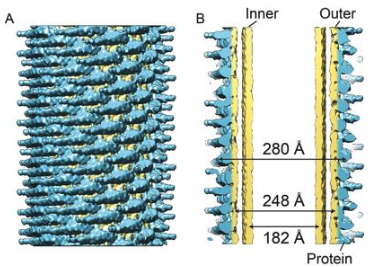 A
B
Inner
Outer
280 Å
248 Å
182 Å
Protein